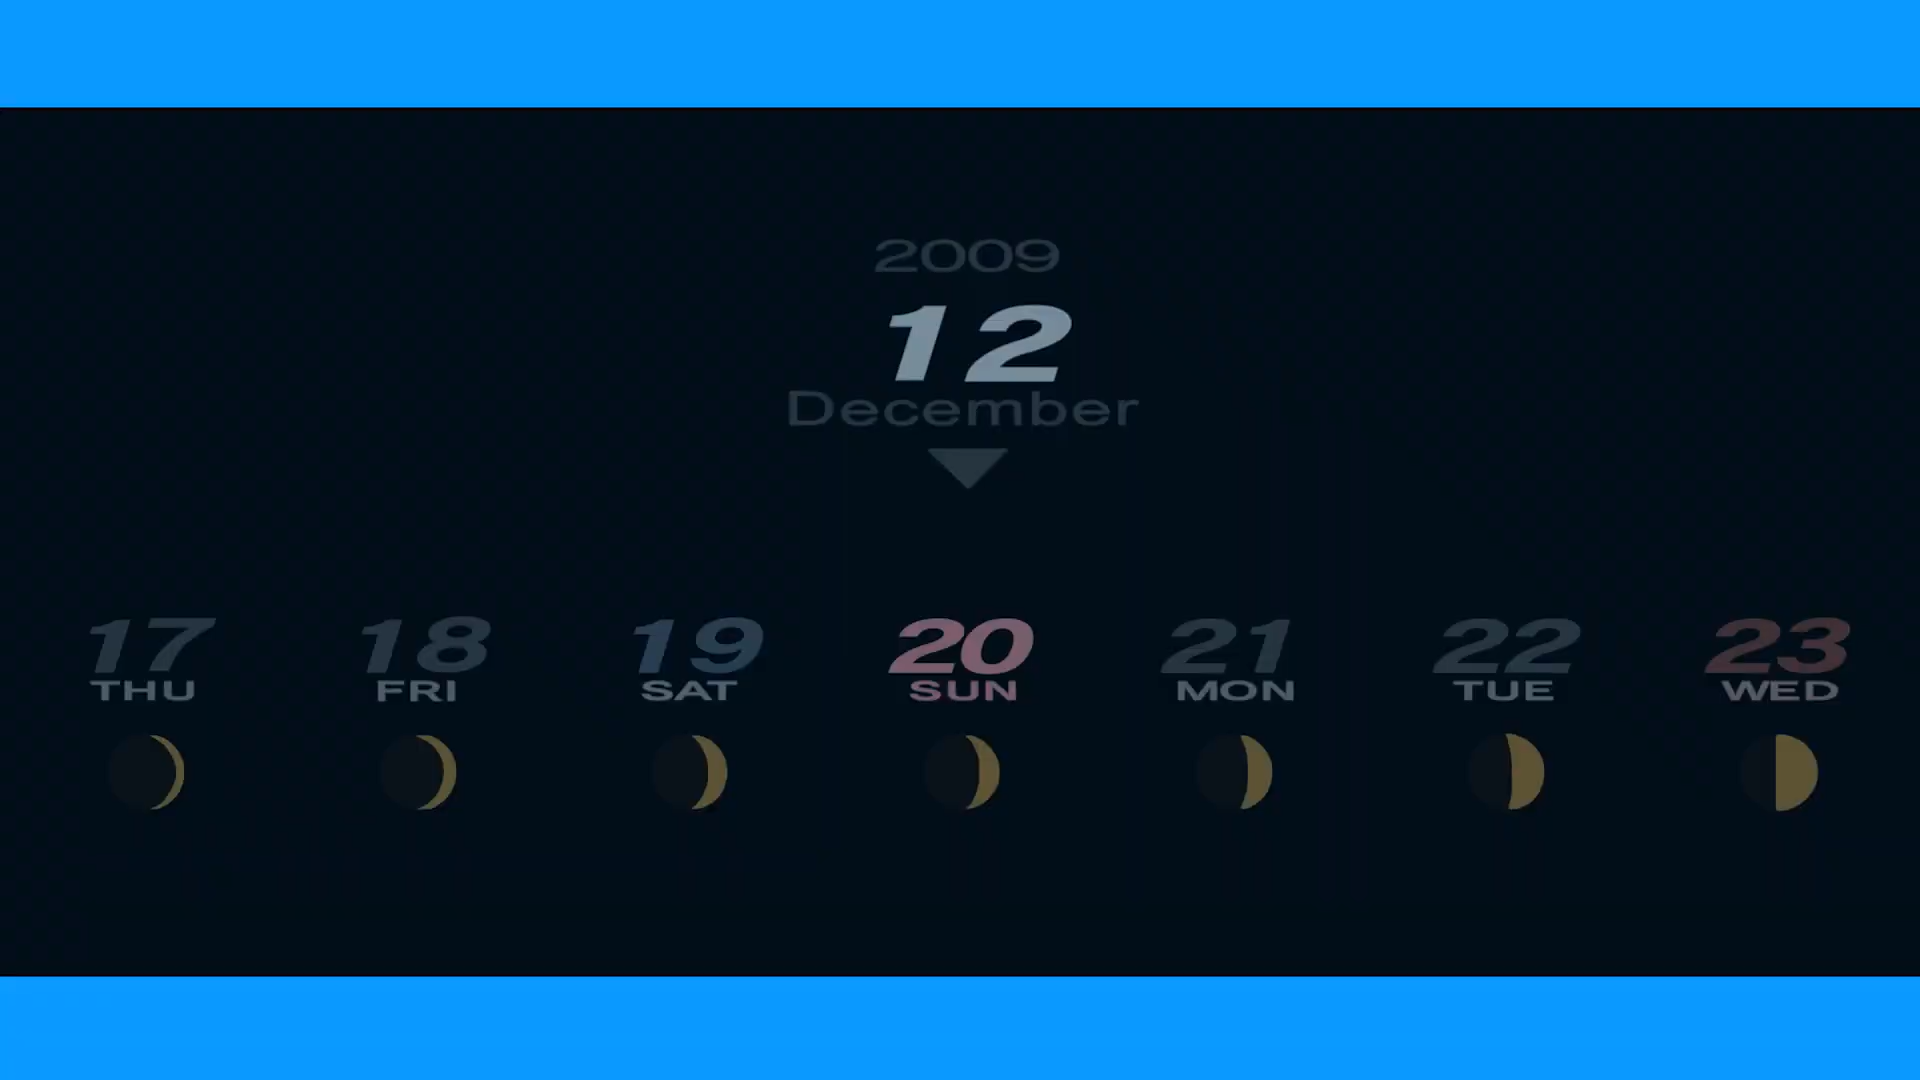 2009
12
December
17 18 19 20 21 22 23
THU FRI SAT SUN MON TUE WED